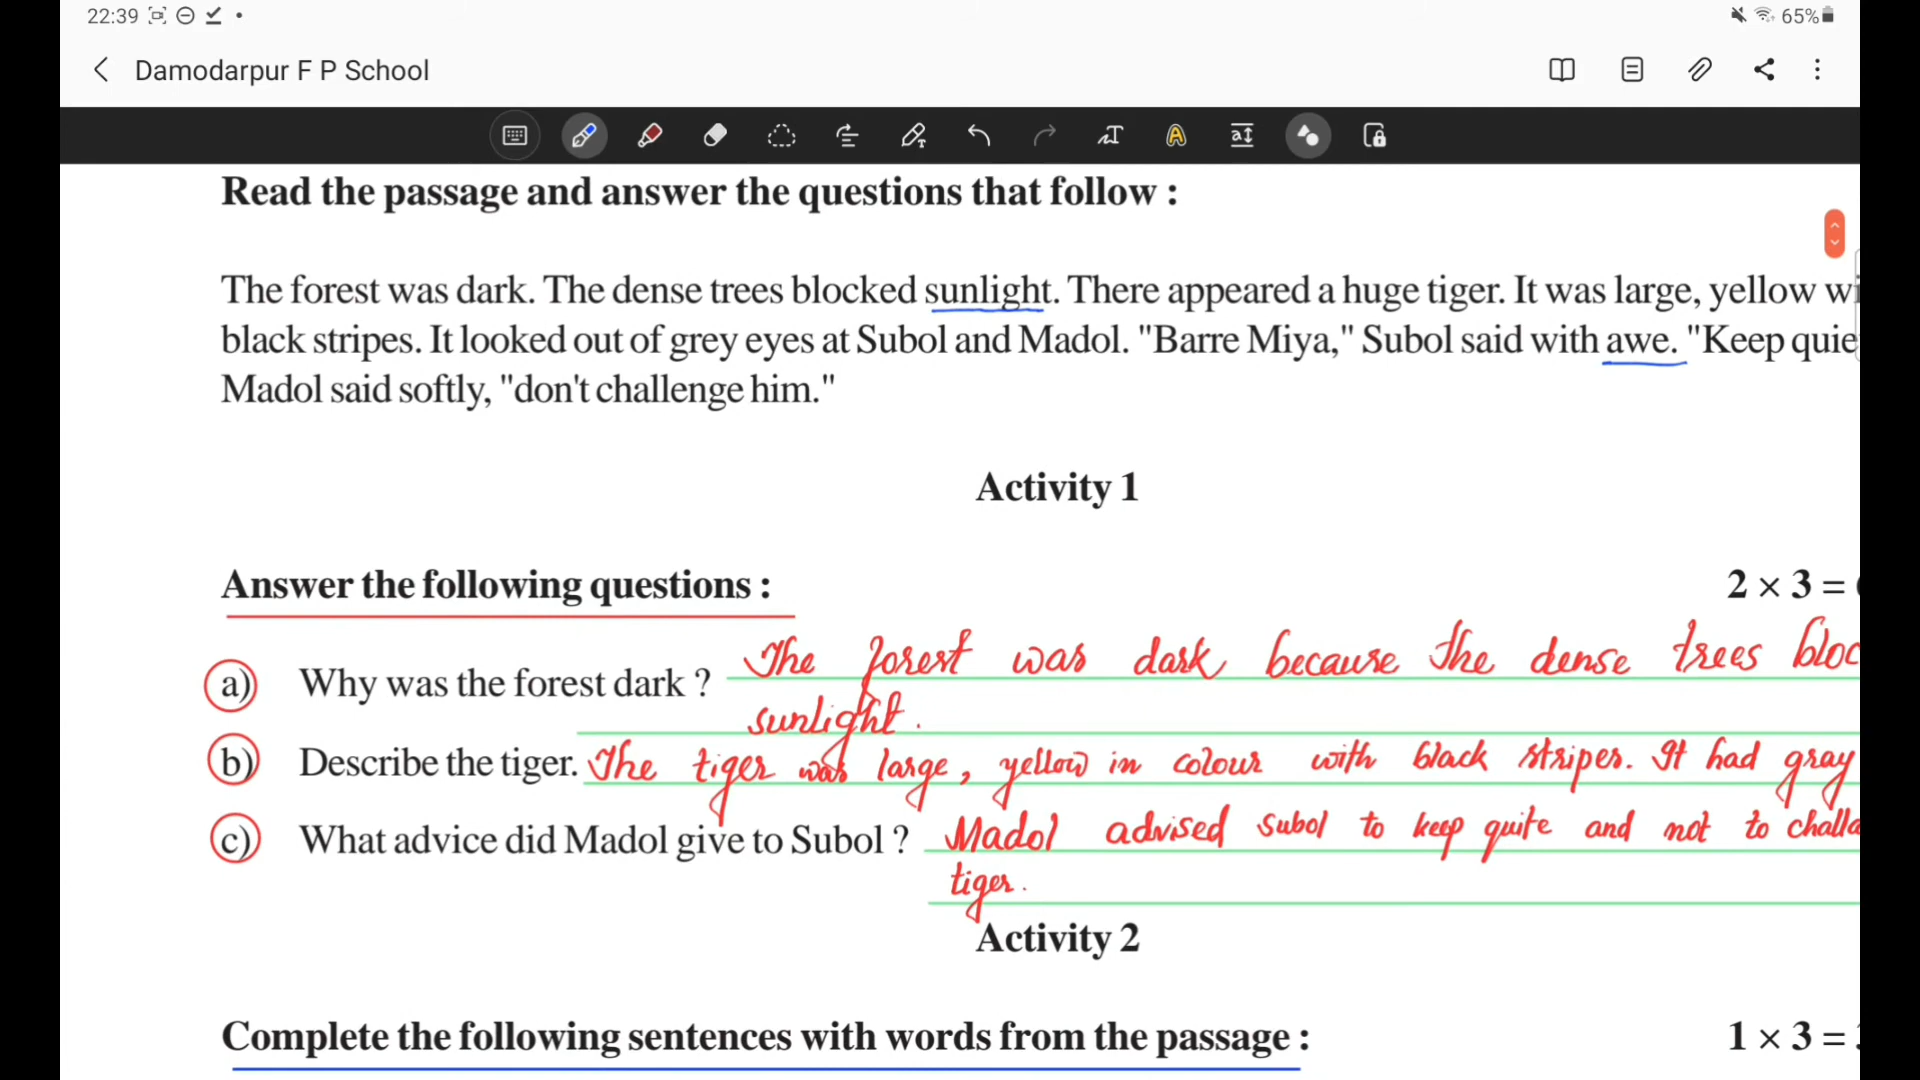 22:39
65%
Damodarpur F P School
Read the passage and answer the questions that follow :
The forest was dark. The dense trees blocked sunlight. There appeared a huge tiger. It was large, yellow wi
black stripes. It looked out of grey eyes at Subol and Madol. "Barre Miya," Subol said with awe. "Keep quie
Madol said softly, "don't challenge him."
Activity 1
Answer the following questions :
2 × 3 =
a) Why was the forest dark ? The forest was dark because the dense trees bloc
sunlight.
b) Describe the tiger. The tiger was large, yellow in colour with black stripes. It had gray
c) What advice did Madol give to Subol ? Madol advised Subol to keep quite and not to challa
tiger.
Activity 2
Complete the following sentences with words from the passage :
1 × 3 =